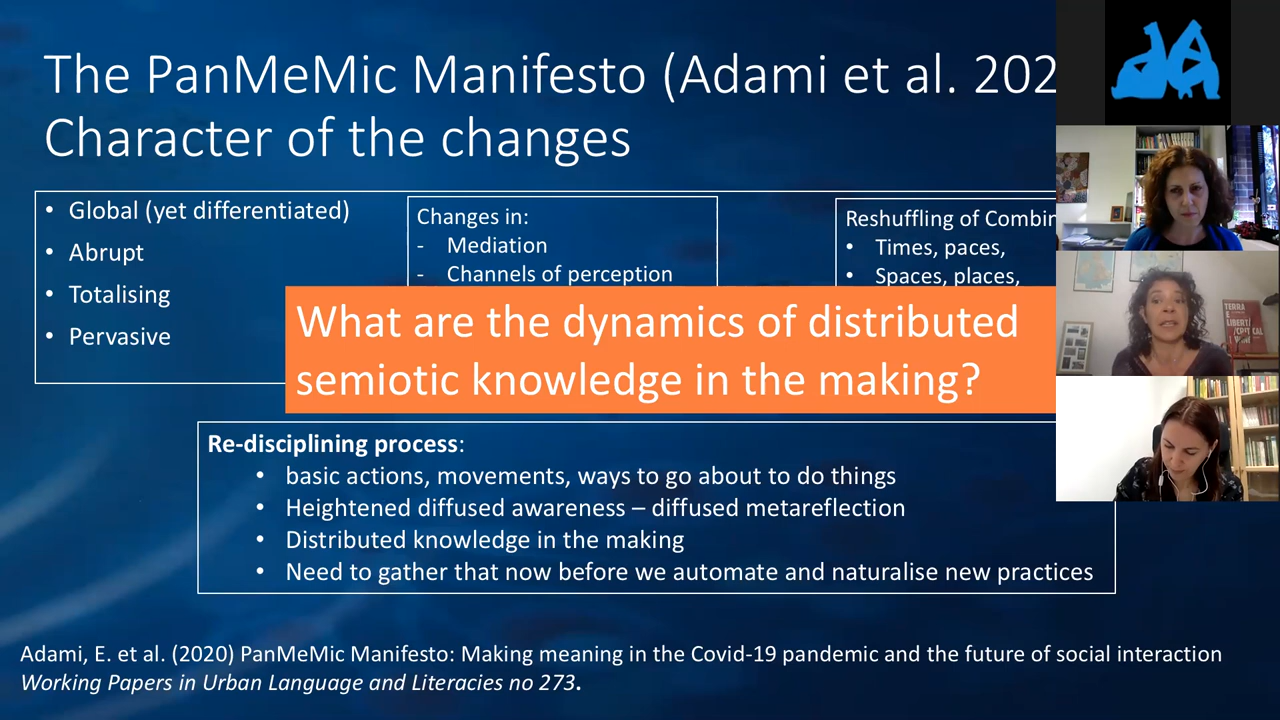 The PanMeMic Manifesto (Adami et al. 202
Character of the changes
• Global (yet differentiated)
• Abrupt
• Totalising
• Pervasive
Changes in:
- Mediation
- Channels of perception
Reshuffling of Combin
• Times, paces,
• Spaces, places,
What are the dynamics of distributed
semiotic knowledge in the making?
Re-disciplining process:
• basic actions, movements, ways to go about to do things
• Heightened diffused awareness – diffused metareflection
• Distributed knowledge in the making
• Need to gather that now before we automate and naturalise new practices
Adami, E. et al. (2020) PanMeMic Manifesto: Making meaning in the Covid-19 pandemic and the future of social interaction
Working Papers in Urban Language and Literacies no 273.
TERRA
E
LIBERT
/CRITICAL